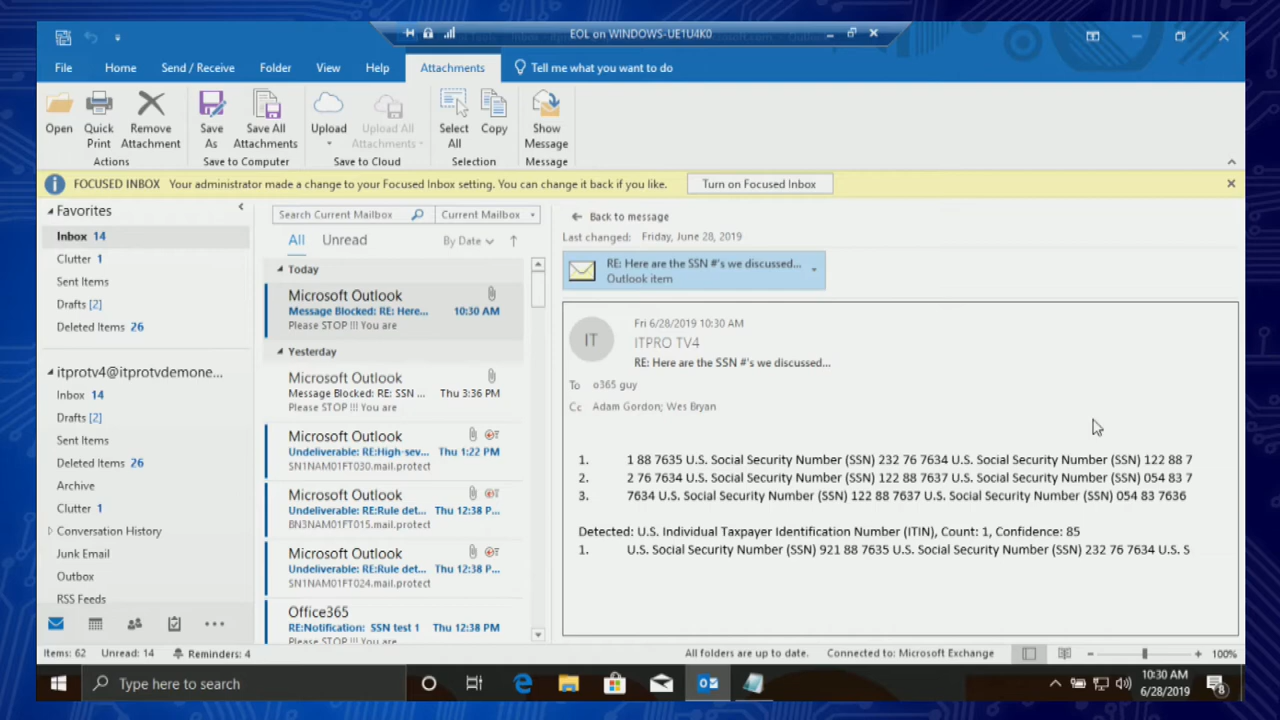 EOL on WINDOWS-UE1U4K0
File Home Send / Receive Folder View Help Attachments Tell me what you want to do
Open Quick Print Remove Attachment Save As Save All Attachments Upload Upload All Attachments Select All Copy Show Message
Actions Save to Computer Save to Cloud Selection Message
FOCUSED INBOX Your administrator made a change to your Focused Inbox setting. You can change it back if you like. Turn on Focused Inbox
Favorites
Inbox 14
Clutter 1
Sent Items
Drafts [2]
Deleted Items 26
itprotv4@itprotvdemone...
Inbox 14
Drafts [2]
Sent Items
Deleted Items 26
Archive
Clutter 1
Conversation History
Junk Email
Outbox
RSS Feeds
Search Current Mailbox Current Mailbox
All Unread By Date
Today
Microsoft Outlook
Message Blocked: RE: Here... 10:30 AM
Please STOP !!! You are
Yesterday
Microsoft Outlook
Message Blocked: RE: SSN ... Thu 3:36 PM
Please STOP !!! You are
Microsoft Outlook
Undeliverable: RE:High-sev... Thu 1:22 PM
SN1NAM01FT030.mail.protect
Microsoft Outlook
Undeliverable: RE:Rule det... Thu 12:38 P...
BN3NAM01FT015.mail.protect
Microsoft Outlook
Undeliverable: RE:Rule det... Thu 12:38 P...
SN1NAM01FT024.mail.protect
Office365
RE:Notification: SSN test 1 Thu 12:38 PM
Please STOP !!! You are
Back to message
Last changed: Friday, June 28, 2019
RE: Here are the SSN #'s we discussed...
Outlook item
IT
Fri 6/28/2019 10:30 AM
ITPRO TV4
RE: Here are the SSN #'s we discussed...
To o365 guy
Cc Adam Gordon; Wes Bryan
1. 1 88 7635 U.S. Social Security Number (SSN) 232 76 7634 U.S. Social Security Number (SSN) 122 88 7
2. 2 76 7634 U.S. Social Security Number (SSN) 122 88 7637 U.S. Social Security Number (SSN) 054 83 7
3. 7634 U.S. Social Security Number (SSN) 122 88 7637 U.S. Social Security Number (SSN) 054 83 7636
Detected: U.S. Individual Taxpayer Identification Number (ITIN), Count: 1, Confidence: 85
1. U.S. Social Security Number (SSN) 921 88 7635 U.S. Social Security Number (SSN) 232 76 7634 U.S. S
Items: 62 Unread: 14 Reminders: 4 All folders are up to date. Connected to: Microsoft Exchange 100%
Type here to search
10:30 AM
6/28/2019
8